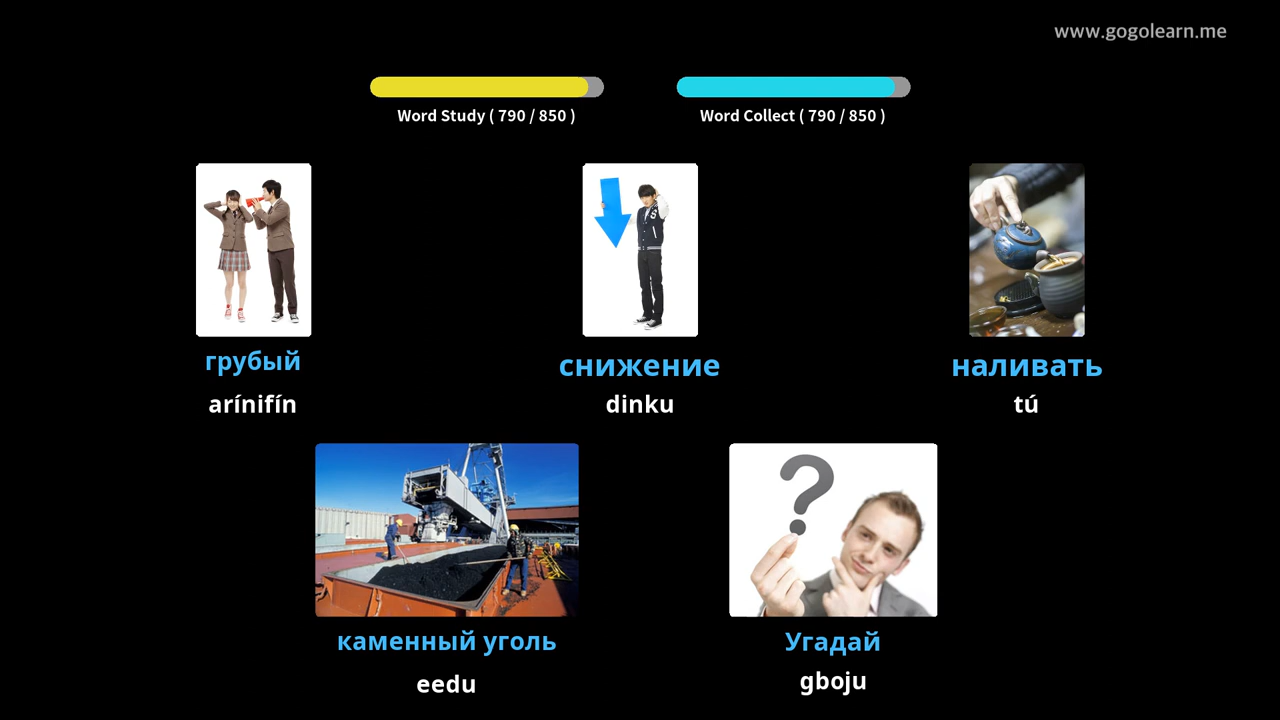 www.gogolearn.me
Word Study ( 790 / 850 )
Word Collect ( 790 / 850 )
грубый
arínifín
снижение
dinku
наливать
tú
каменный уголь
eedu
Угадай
gboju